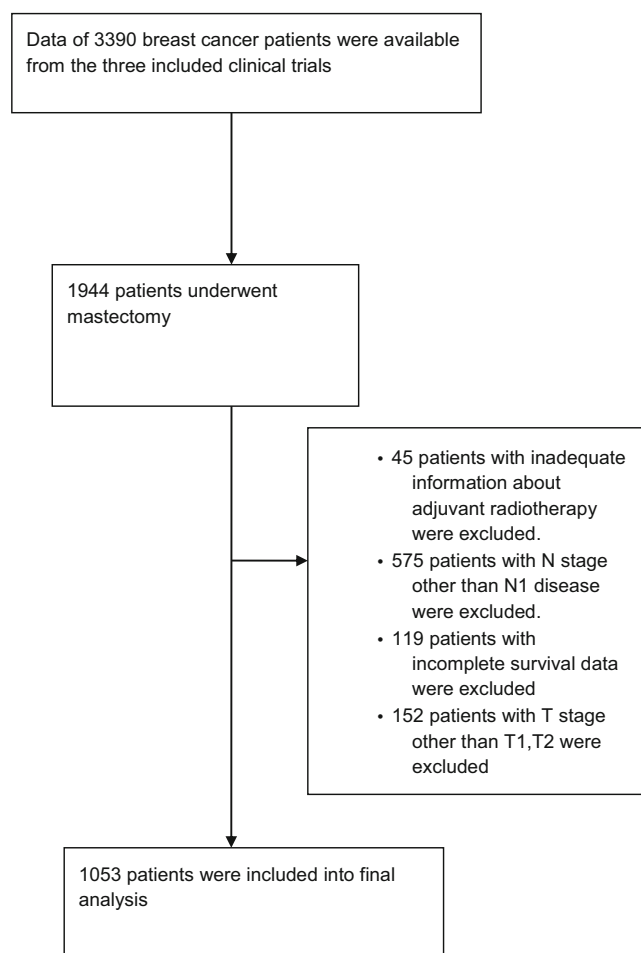 Data of 3390 breast cancer patients were available
from the three included clinical trials
1944 patients underwent
mastectomy
• 45 patients with inadequate
information about
adjuvant radiotherapy
were excluded.
• 575 patients with N stage
other than N1 disease
were excluded.
• 119 patients with
incomplete survival data
were excluded
• 152 patients with T stage
other than T1,T2 were
excluded
1053 patients were included into final
analysis